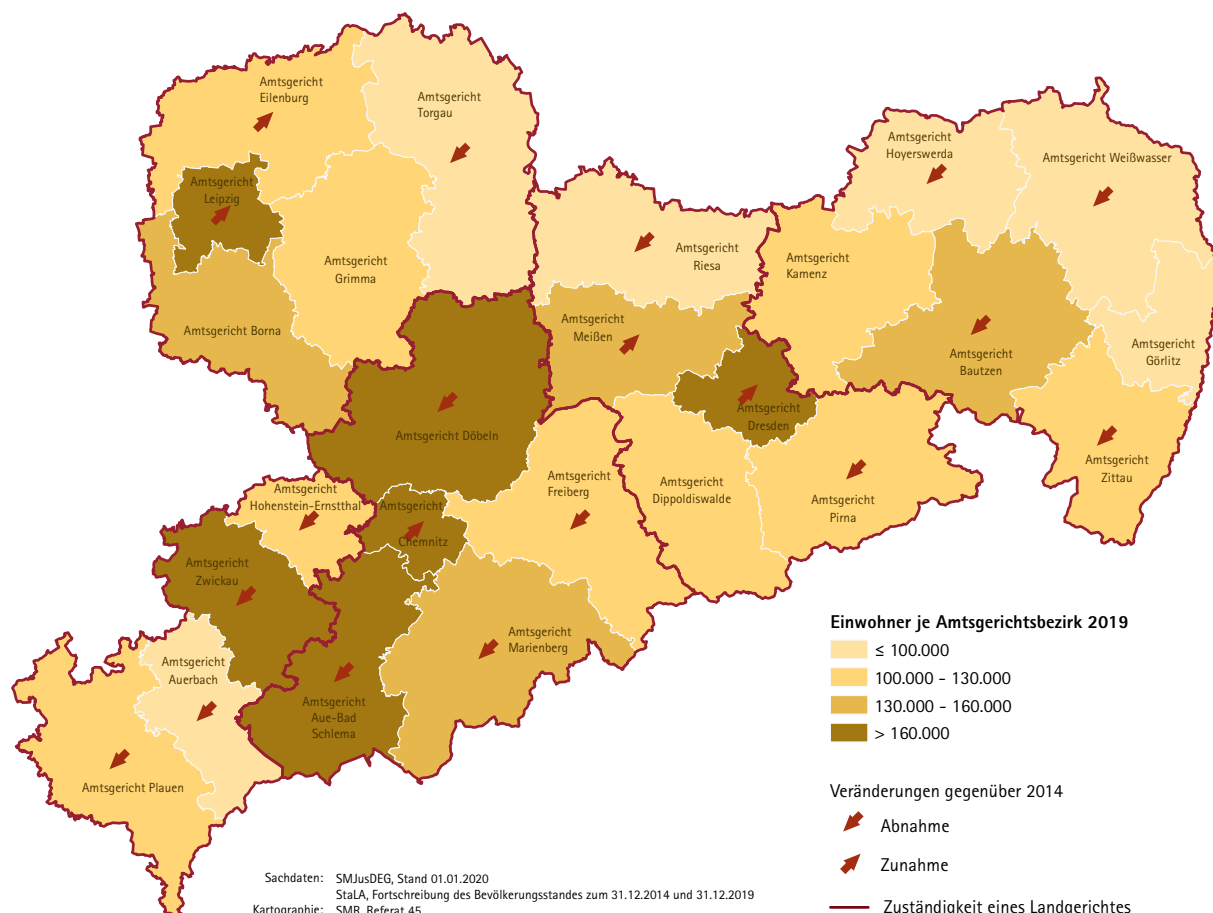 Amtsgericht
Eilenburg
Amtsgericht
Torgau
Amtsgericht
Hoyerswerda
Amtsgericht Weißwasser
Amtsgericht
Leipzig
Amtsgericht
Grimma
Amtsgericht
Riesa
Amtsgericht
Kamenz
Amtsgericht Borna
Amtsgericht
Meißen
Amtsgericht
Bautzen
Amtsgericht
Görlitz
Amtsgericht
Dresden
Amtsgericht Döbeln
Amtsgericht
Zittau
Amtsgericht
Freiberg
Amtsgericht
Dippoldiswalde
Amtsgericht
Pirna
Amtsgericht
Hohenstein-Ernstthal
Amtsgericht
Chemnitz
Amtsgericht
Zwickau
Amtsgericht
Marienberg
Amtsgericht
Auerbach
Amtsgericht
Aue-Bad
Schlema
Amtsgericht Plauen
Einwohner je Amtsgerichtsbezirk 2019
≤ 100.000
100.000 - 130.000
130.000 - 160.000
> 160.000
Veränderungen gegenüber 2014
Abnahme
Zunahme
Zuständigkeit eines Landgerichtes
Sachdaten: SMJusDEG, Stand 01.01.2020
StaLA, Fortschreibung des Bevölkerungsstandes zum 31.12.2014 und 31.12.2019
Kartographie: SMR, Referat 45